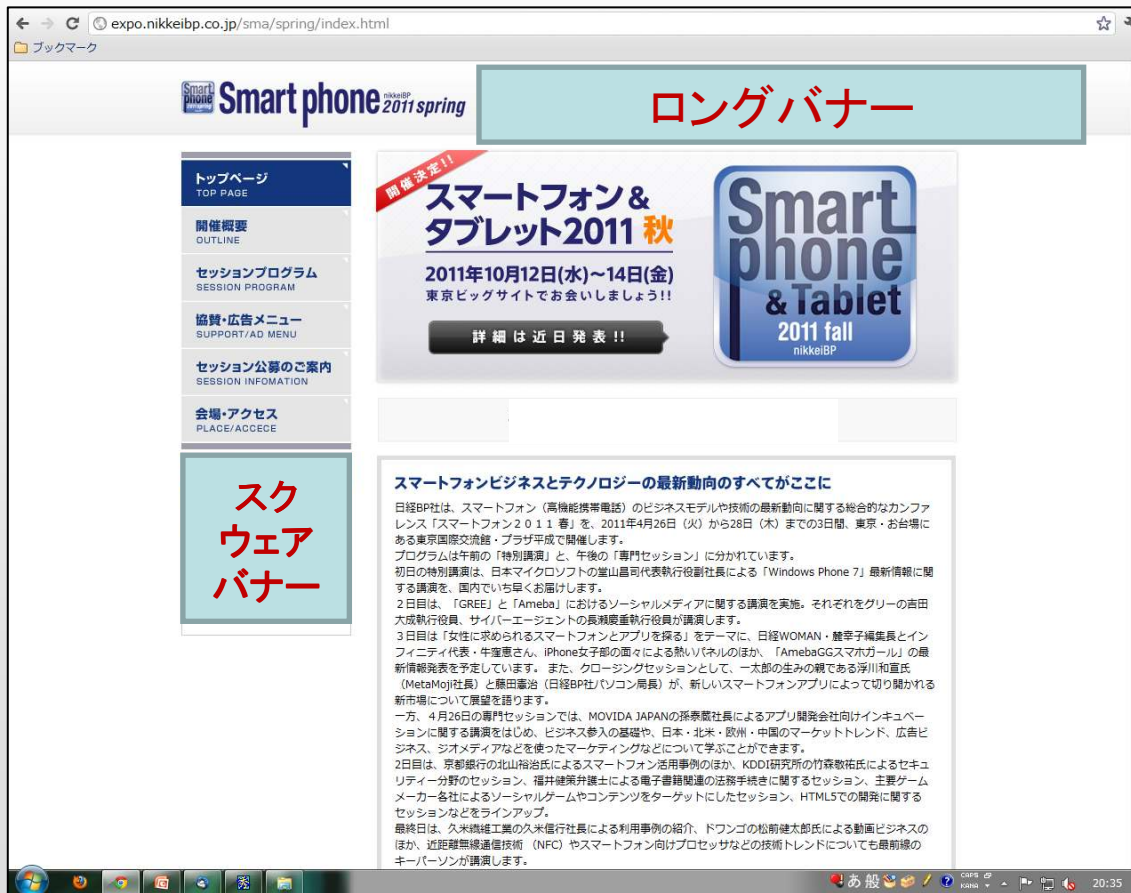 expo.nikkeibp.co.jp/sma/spring/index.html
ブックマーク
Smart phone 2011spring Smart phone nikkeiBP 2011 spring
ロングバナー
トップページ
TOP PAGE
開催概要
OUTLINE
セッションプログラム
SESSION PROGRAM
協賛・広告メニュー
SUPPORT/AD MENU
セッション公募のご案内
SESSION INFOMATION
会場・アクセス
PLACE/ACCECE
スク
ウェア
バナー
開催決定!!
スマートフォン&
タブレット2011 秋
2011年10月12日(水)~14日(金)
東京ビッグサイトでお会いしましょう!!
詳細は近日発表!!
Smart
phone
& Tablet
2011 fall
nikkeiBP
スマートフォンビジネスとテクノロジーの最新動向のすべてがここに
日経BP社は、スマートフォン（高機能携帯電話）のビジネスモデルや技術の最新動向に関する総合的なカンファ
レンス「スマートフォン２０１１ 春」を、2011年4月26日（火）から28日（木）までの3日間、東京・お台場に
ある東京国際交流館・プラザ平成で開催します。
プログラムは午前の「特別講演」と、午後の「専門セッション」に分かれています。
初日の特別講演は、日本マイクロソフトの堂山昌司代表執行役副社長による「Windows Phone 7」最新情報に関
する講演を、国内でいち早くお届けします。
２日目は、「GREE」と「Ameba」におけるソーシャルメディアに関する講演を実施。それぞれをグリーの吉田
大成執行役員、サイバーエージェントの長瀬慶重執行役員が講演します。
３日目は「女性に求められるスマートフォンとアプリを探る」をテーマに、日経WOMAN・麓幸子編集長とイン
フィニティ代表・牛窪恵さん、iPhone女子部の面々による熱いパネルのほか、「AmebaGGスマホガール」の最
新情報発表を予定しています。 また、クロージングセッションとして、一太郎の生みの親である浮川和宣氏
（MetaMoji社長）と藤田憲治（日経BP社パソコン局長）が、新しいスマートフォンアプリによって切り開かれる
新市場について展望を語ります。
一方、４月26日の専門セッションでは、MOVIDA JAPANの孫泰蔵社長によるアプリ開発会社向けインキュベー
ションに関する講演をはじめ、ビジネス参入の基礎や、日本・北米・欧州・中国のマーケットトレンド、広告ビ
ジネス、ジオメディアなどを使ったマーケティングなどについて学ぶことができます。
2日目は、京都銀行の北山裕治氏によるスマートフォン活用事例のほか、KDDI研究所の竹森敬祐氏によるセキュ
リティー分野のセッション、福井健策弁護士による電子書籍関連の法務手続きに関するセッション、主要ゲーム
メーカー各社によるソーシャルゲームやコンテンツをターゲットにしたセッション、HTML5での開発に関する
セッションなどをラインアップ。
最終日は、久米繊維工業の久米信行社長による利用事例の紹介、ドワンゴの松前健太郎氏による動画ビジネスの
ほか、近距離無線通信技術 （NFC）やスマートフォン向けプロセッサなどの技術トレンドについても最前線の
キーパーソンが講演します。
あ 般 CAPS KANA 20:35